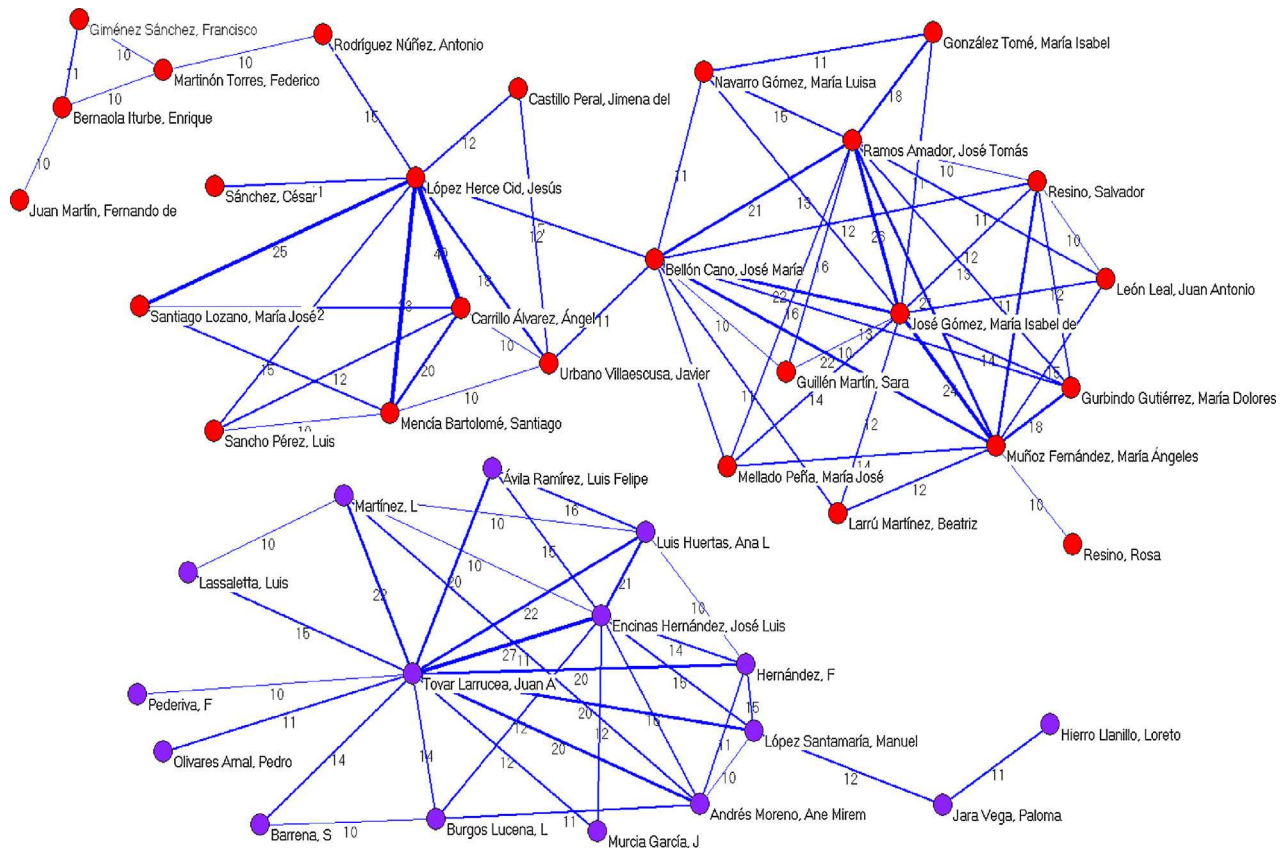 Giménez Sánchez, Francisco
González Tomé, María Isabel
Rodríguez Núñez, Antonio
10
10
11
11
Martinón Torres, Federico
Navarro Gómez, María Luisa
10
18
Castillo Peral, Jimena del
Bernaola Iturbe, Enrique
15
15
12
Ramos Amador, José Tomás
10
10
11
Sánchez, César
1
López Herce Cid, Jesús
Resino, Salvador
Juan Martín, Fernando de
21
13
11
12
12
10
25
40
Bellón Cano, José María
12
16
18
22
13
León Leal, Juan Antonio
Santiago Lozano, María José
2
Carrillo Álvarez, Ángel
11
16
José Gómez, María Isabel de
11
12
10
10
13
10
22
14
15
Urbano Villaescusa, Javier
Guillén Martín, Sara
15
12
20
11
Gurbindo Gutiérrez, María Dolores
10
14
24
Mencía Bartolomé, Santiago
10
18
Sancho Pérez, Luis
12
Muñoz Fernández, María Ángeles
14
Mellado Peña, María José
Ávila Ramírez, Luis Felipe
12
16
10
Martínez, L
Larrú Martínez, Beatriz
10
Luis Huertas, Ana L
Resino, Rosa
10
15
10
Lassaletta, Luis
20
20
21
22
10
22
Encinas Hernández, José Luis
15
27
11
14
Hernández, F
Tovar Larrucea, Juan A
20
15
10
Pederiva, F
15
11
20
12
12
10
López Santamaría, Manuel
Hierro Llanillo, Loreto
Olivares Arnal, Pedro
14
14
12
20
11
10
12
11
Andrés Moreno, Ane Mirem
Jara Vega, Paloma
Barrena, S
10
Burgos Lucena, L
11
Murcia García, J